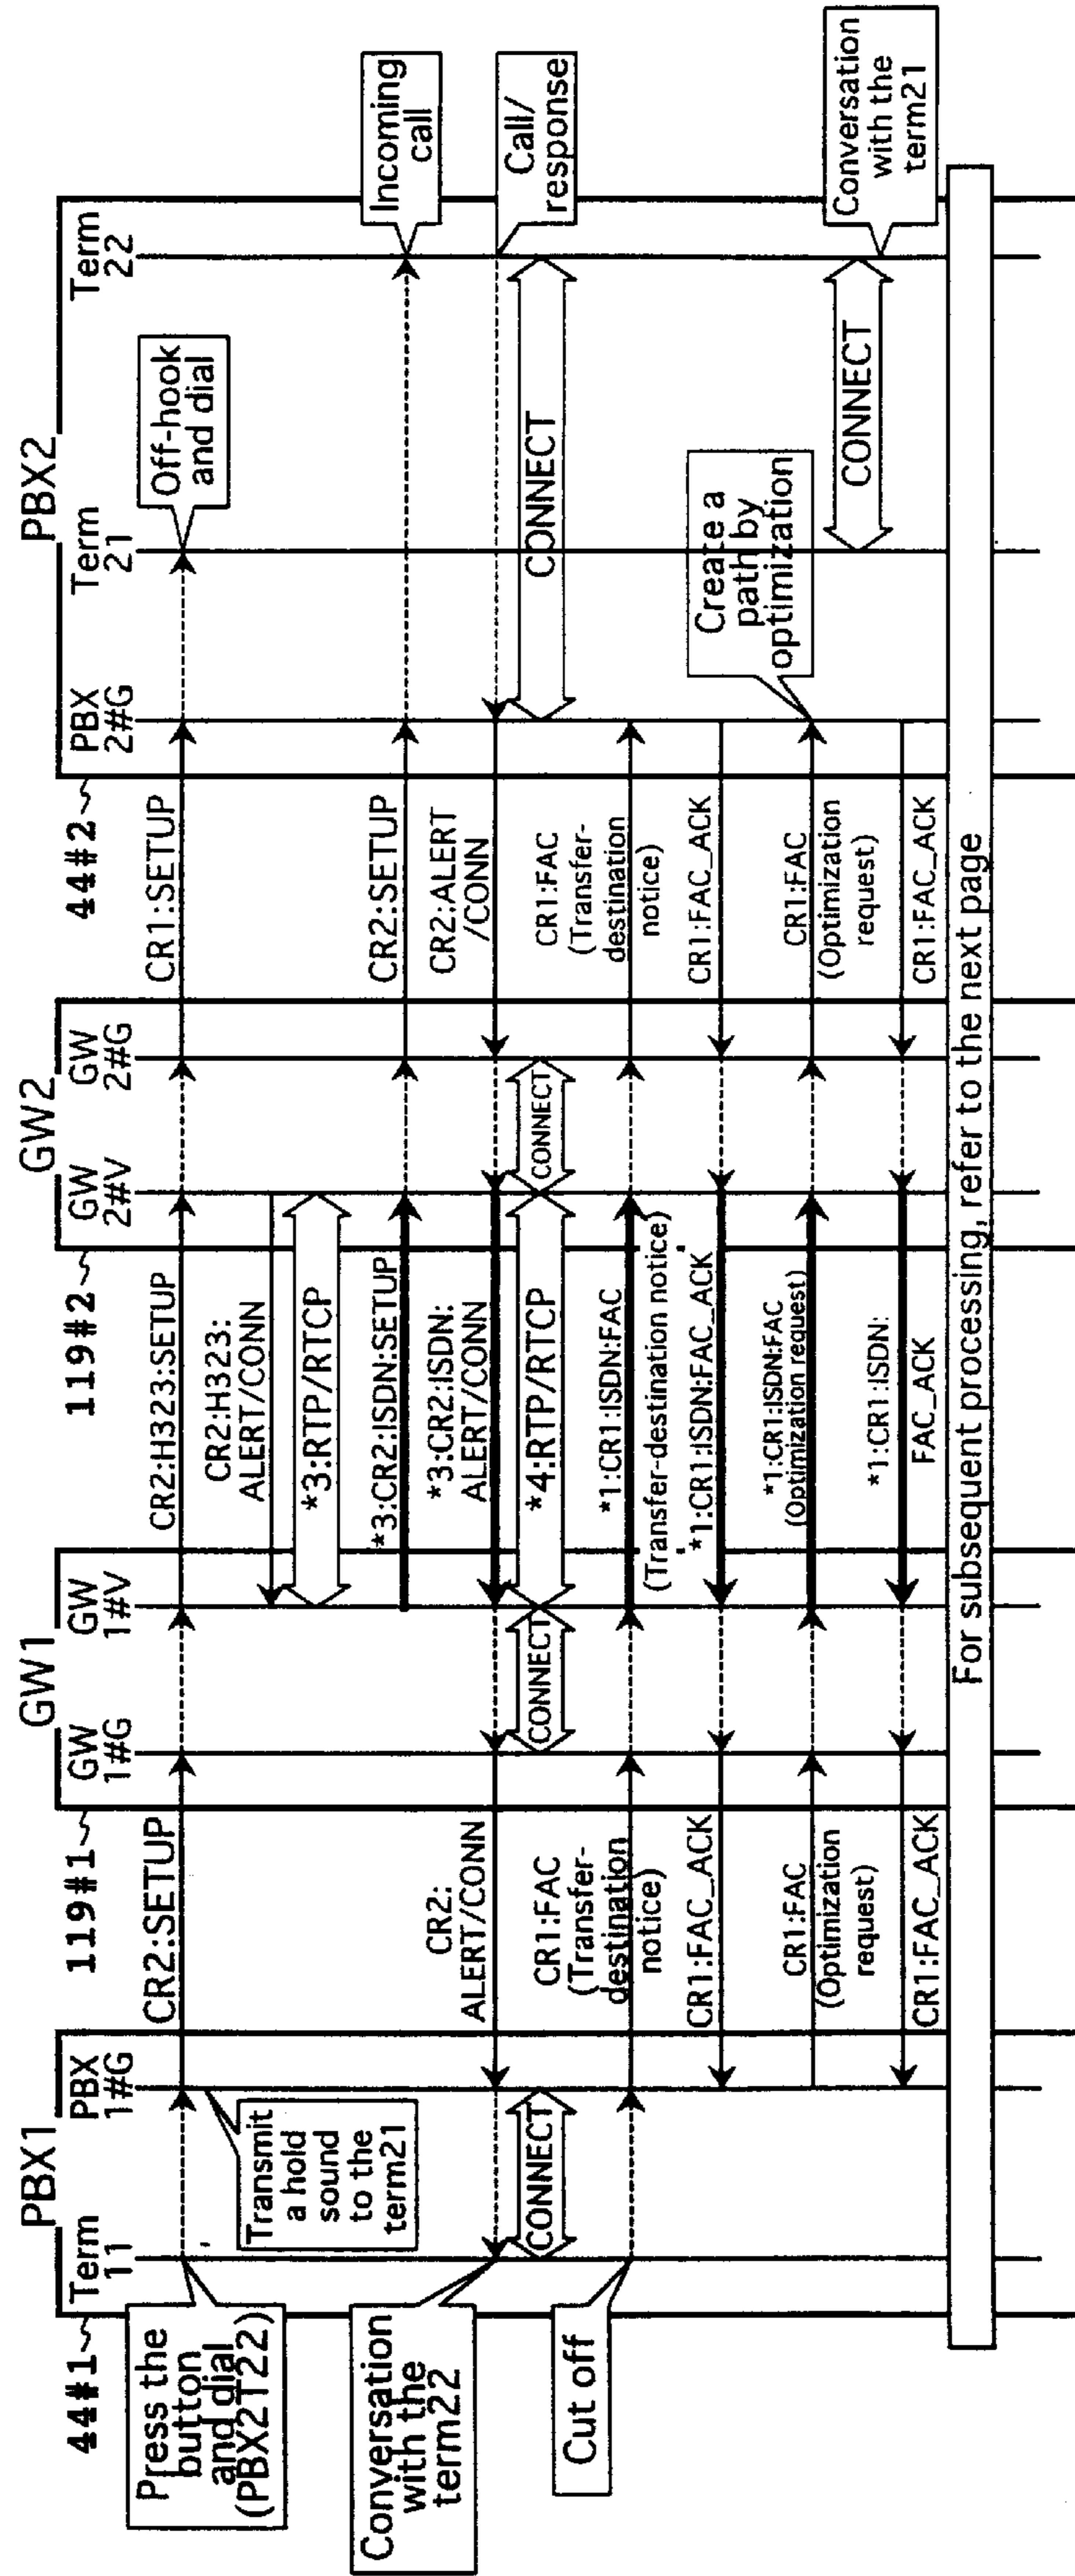 PBX1
GW1
GW2
PBX2
44#1
119#1
119#2
44#2
Term
11
PBX
1#G
GW
1#G
GW
1#V
GW
2#V
GW
2#G
PBX
2#G
Term
21
Term
22
Press the
button
and dial
(PBX2T22)
Transmit
a hold
sound
to the
term21
CR2:SETUP
CR2:H323:SETUP
CR1:SETUP
Off-hook
and dial
CR2:H323:
ALERT/CONN
*3:RTP/RTCP
*3:CR2:ISDN:SETUP
CR2:SETUP
Incoming
call
Conversation
with the
term22
CR2:
ALERT/CONN
*3:CR2:ISDN:
ALERT/CONN
CR2:ALERT
/CONN
Call/
response
CONNECT
CONNECT
*4:RTP/RTCP
CONNECT
CONNECT
Cut off
CR1:FAC
(Transfer-
destination
notice)
*1:CR1:ISDN:FAC
(Transfer-destination notice)
CR1:FAC
(Transfer-
destination
notice)
CR1:FAC_ACK
*1:CR1:ISDN:FAC_ACK
CR1:FAC_ACK
Create a
path by
optimization
CR1:FAC
(Optimization
request)
*1:CR1:ISDN:FAC
(Optimization request)
CR1:FAC
(Optimization
request)
CONNECT
Conversation
with the
term21
CR1:FAC_ACK
*1:CR1:ISDN:
FAC_ACK
CR1:FAC_ACK
For subsequent processing, refer to the next page